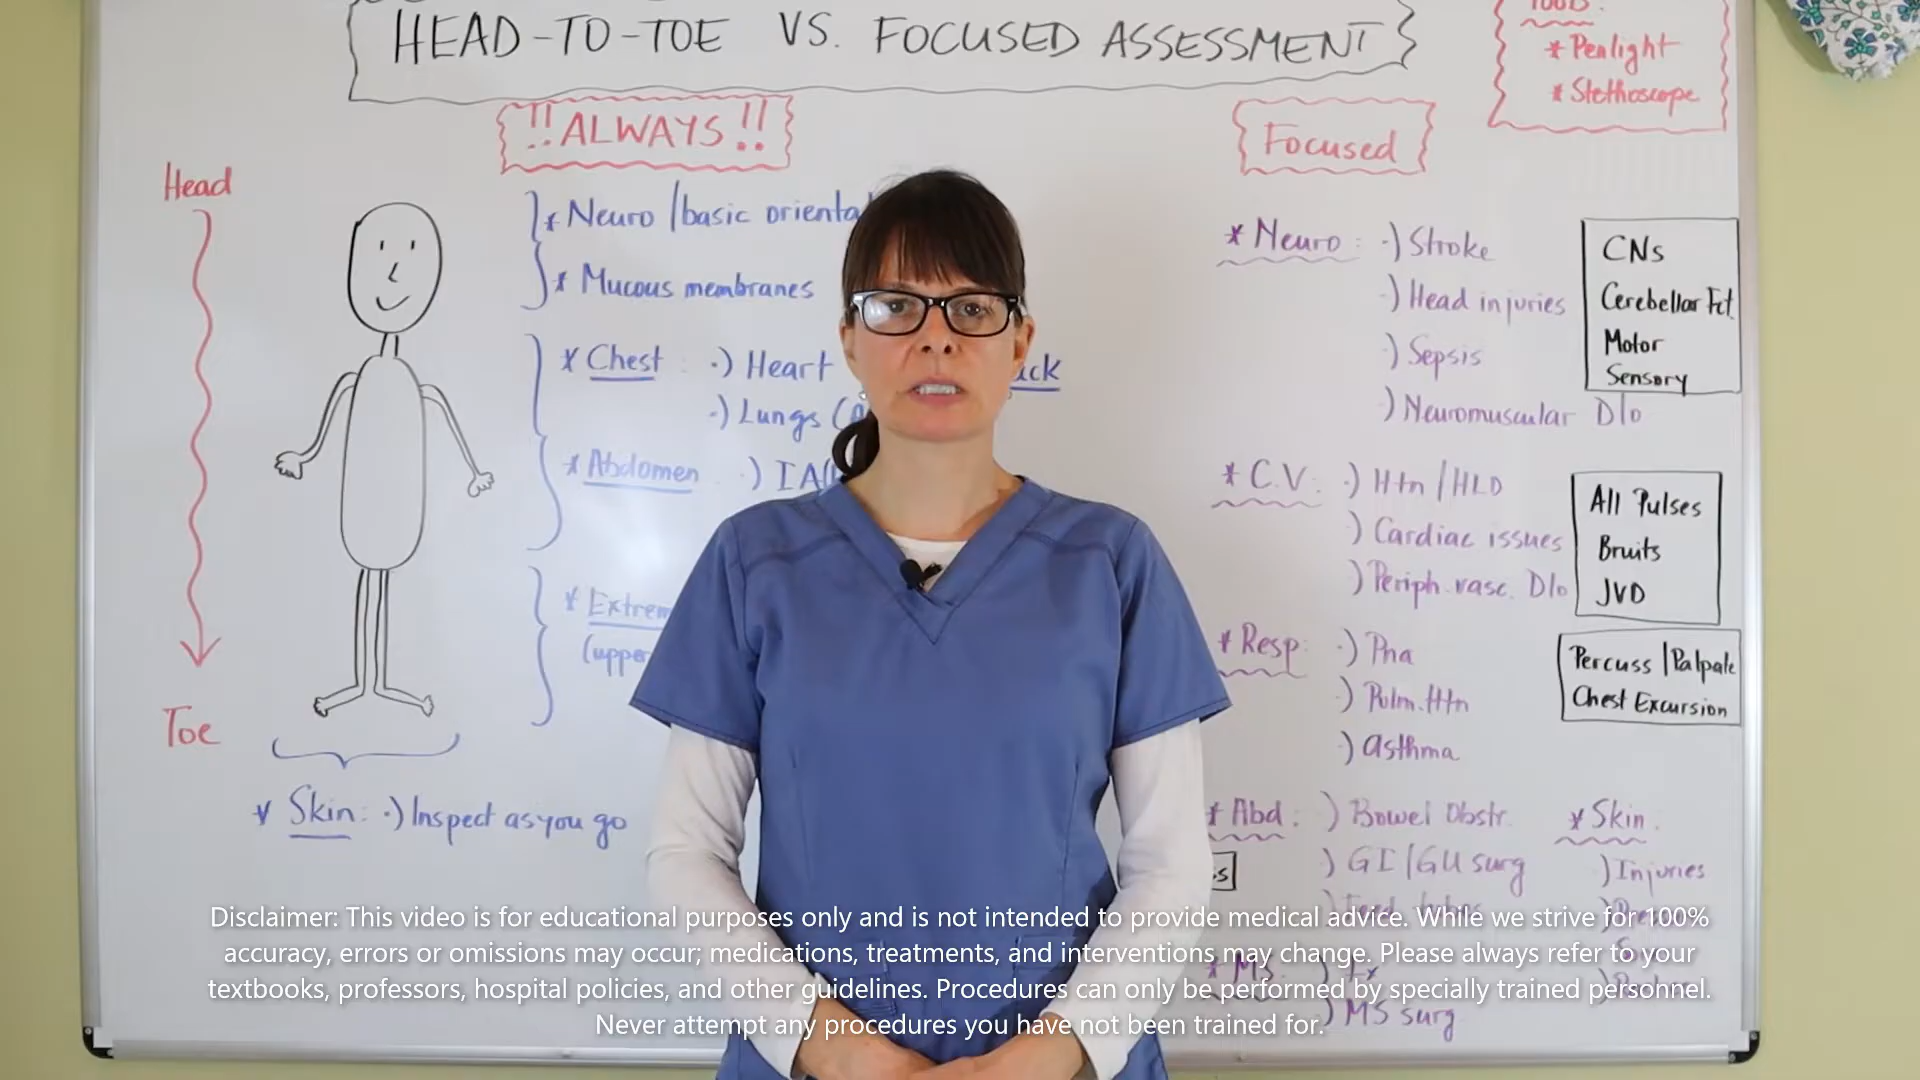 HEAD-TO-TOE VS. FOCUSED ASSESSMENT
TOOLS:
* Penlight
* Stethoscope
!! ALWAYS !!
Focused
Head
Toe
* Neuro / basic
* Mucous membranes
* Chest : ·) Heart
·) Lungs
* Abdomen ·)
(upper
* Skin: ·) Inspect as you go
* Neuro : ·) Stroke
·) Head injuries
·) Sepsis
·) Neuromuscular D/o
CNs
Cerebellar Fct.
Motor
Sensory
* C.V. ·) Htn / HLD
·) Cardiac issues
·) Periph. vasc. D/o
All Pulses
Bruits
JVD
* Resp: ·) Pna
·) Pulm. Htn
·) Asthma
Percuss / Palpate
Chest Excursion
* Abd : ·) Bowel Obstr.
·) GI / GU surg
* Skin.
·) Injuries
* MS ·) Fx
·) MS surg
Disclaimer: This video is for educational purposes only and is not intended to provide medical advice. While we strive for 100%
accuracy, errors or omissions may occur; medications, treatments, and interventions may change. Please always refer to your
textbooks, professors, hospital policies, and other guidelines. Procedures can only be performed by specially trained personnel.
Never attempt any procedures you have not been trained for.